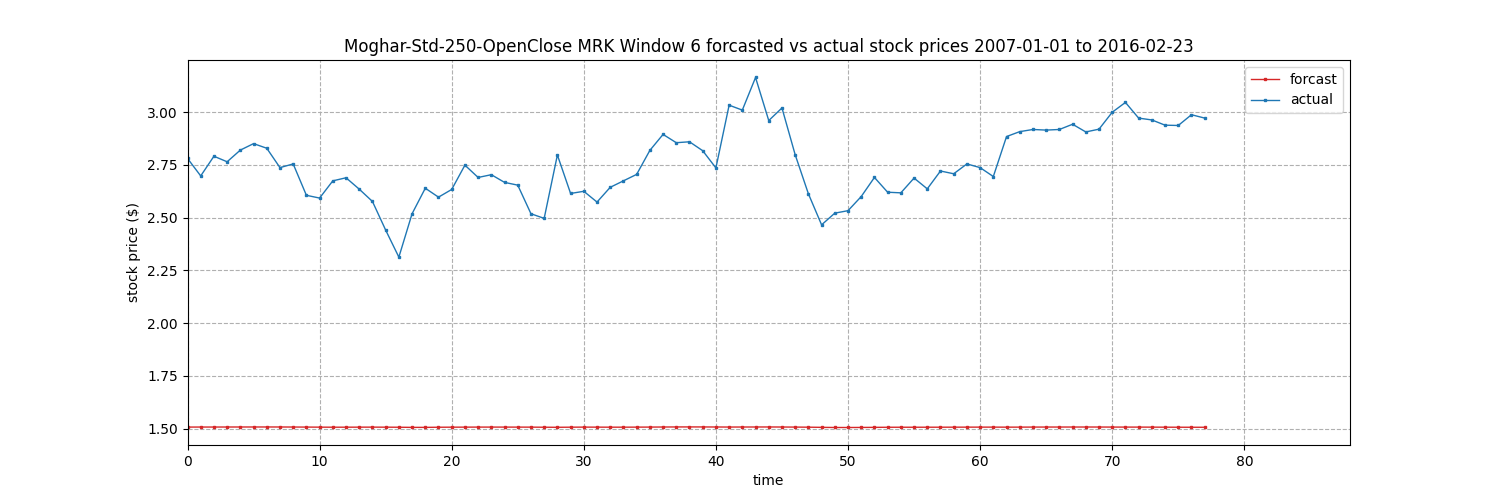 Moghar-Std-250-OpenClose MRK Window 6 forcasted vs actual stock prices 2007-01-01 to 2016-02-23
forcast
actual
stock price ($)
3.00
2.75
2.50
2.25
2.00
1.75
1.50
0 10 20 30 40 50 60 70 80
time